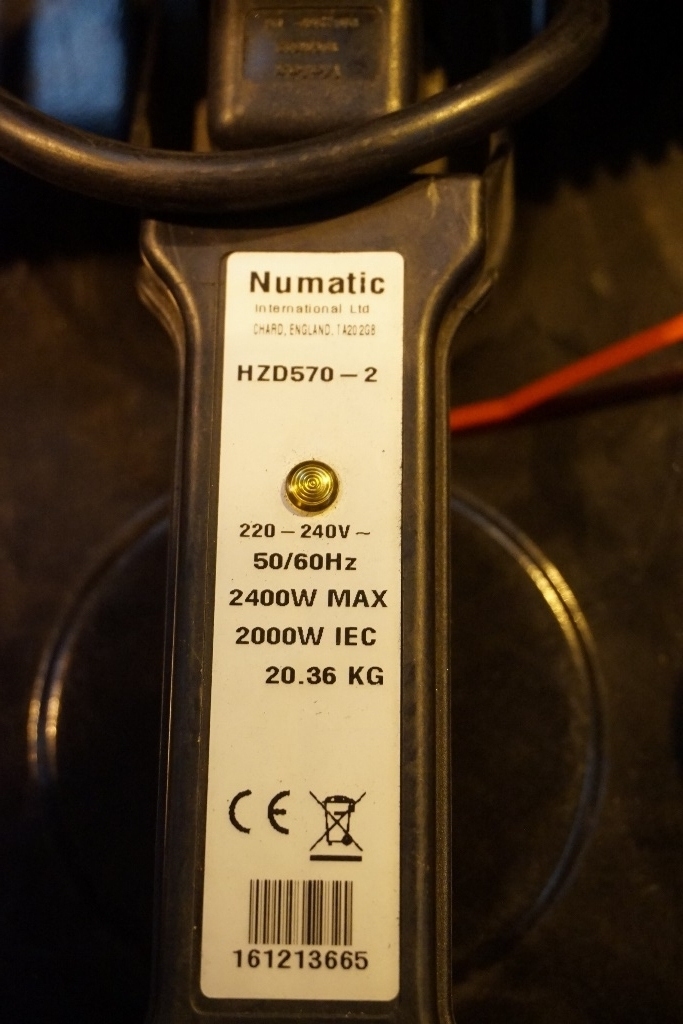 Numatic
International Ltd
CHARD, ENGLAND, TA20 2GB
HZD570-2
220-240V~
50/60Hz
2400W MAX
2000W IEC
20.36 KG
CE
161213665